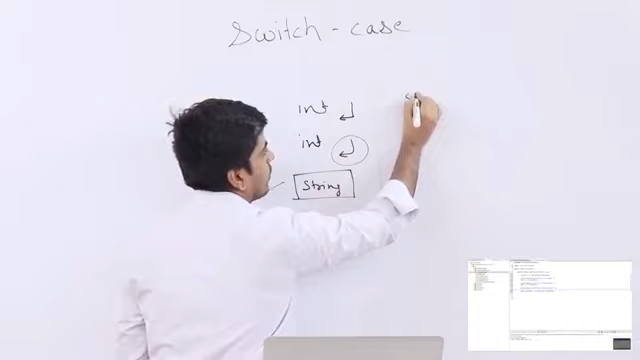 Switch - case
int
int
String